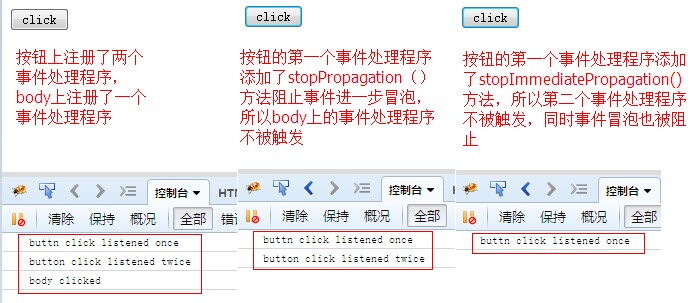 click
按钮上注册了两个
事件处理程序，
body上注册了一个
事件处理程序
控制台
HTM
清除
保持
概况
全部
错误
buttn click listened once
button click listened twice
body clicked
click
按钮的第一个事件处理程序
添加了stopPropagation（）
方法阻止事件进一步冒泡，
所以body上的事件处理程序
不被触发
控制台
清除
保持
概况
全部
buttn click listened once
button click listened twice
click
按钮的第一个事件处理程序添加
了stopImmediatePropagation()
方法，所以第二个事件处理程序
不被触发，同时事件冒泡也被阻
止
控制台
清除
保持
概况
全部
buttn click listened once